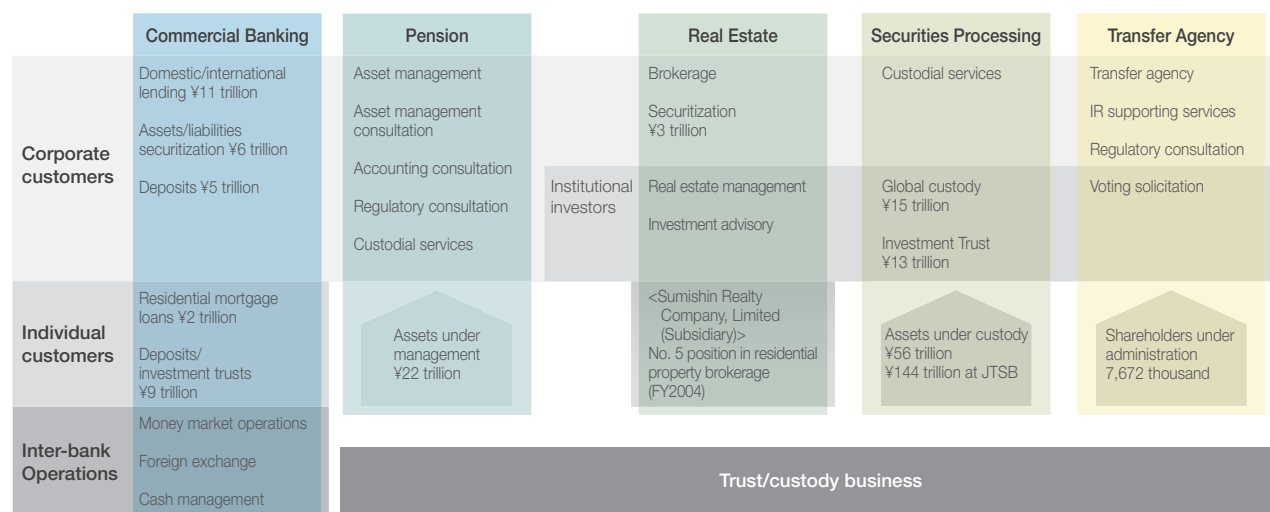 Commercial Banking
Pension
Real Estate
Securities Processing
Transfer Agency
Corporate
customers
Domestic/international
lending ¥11 trillion
Assets/liabilities
securitization ¥6 trillion
Deposits ¥5 trillion
Asset management
Asset management
consultation
Accounting consultation
Regulatory consultation
Custodial services
Institutional
investors
Brokerage
Securitization
¥3 trillion
Real estate management
Investment advisory
Custodial services
Global custody
¥15 trillion
Investment Trust
¥13 trillion
Transfer agency
IR supporting services
Regulatory consultation
Voting solicitation
Individual
customers
Residential mortgage
loans ¥2 trillion
Deposits/
investment trusts
¥9 trillion
Assets under
management
¥22 trillion
<Sumishin Realty
Company, Limited
(Subsidiary)>
No. 5 position in residential
property brokerage
(FY2004)
Assets under custody
¥56 trillion
¥144 trillion at JTSB
Shareholders under
administration
7,672 thousand
Inter-bank
Operations
Money market operations
Foreign exchange
Cash management
Trust/custody business